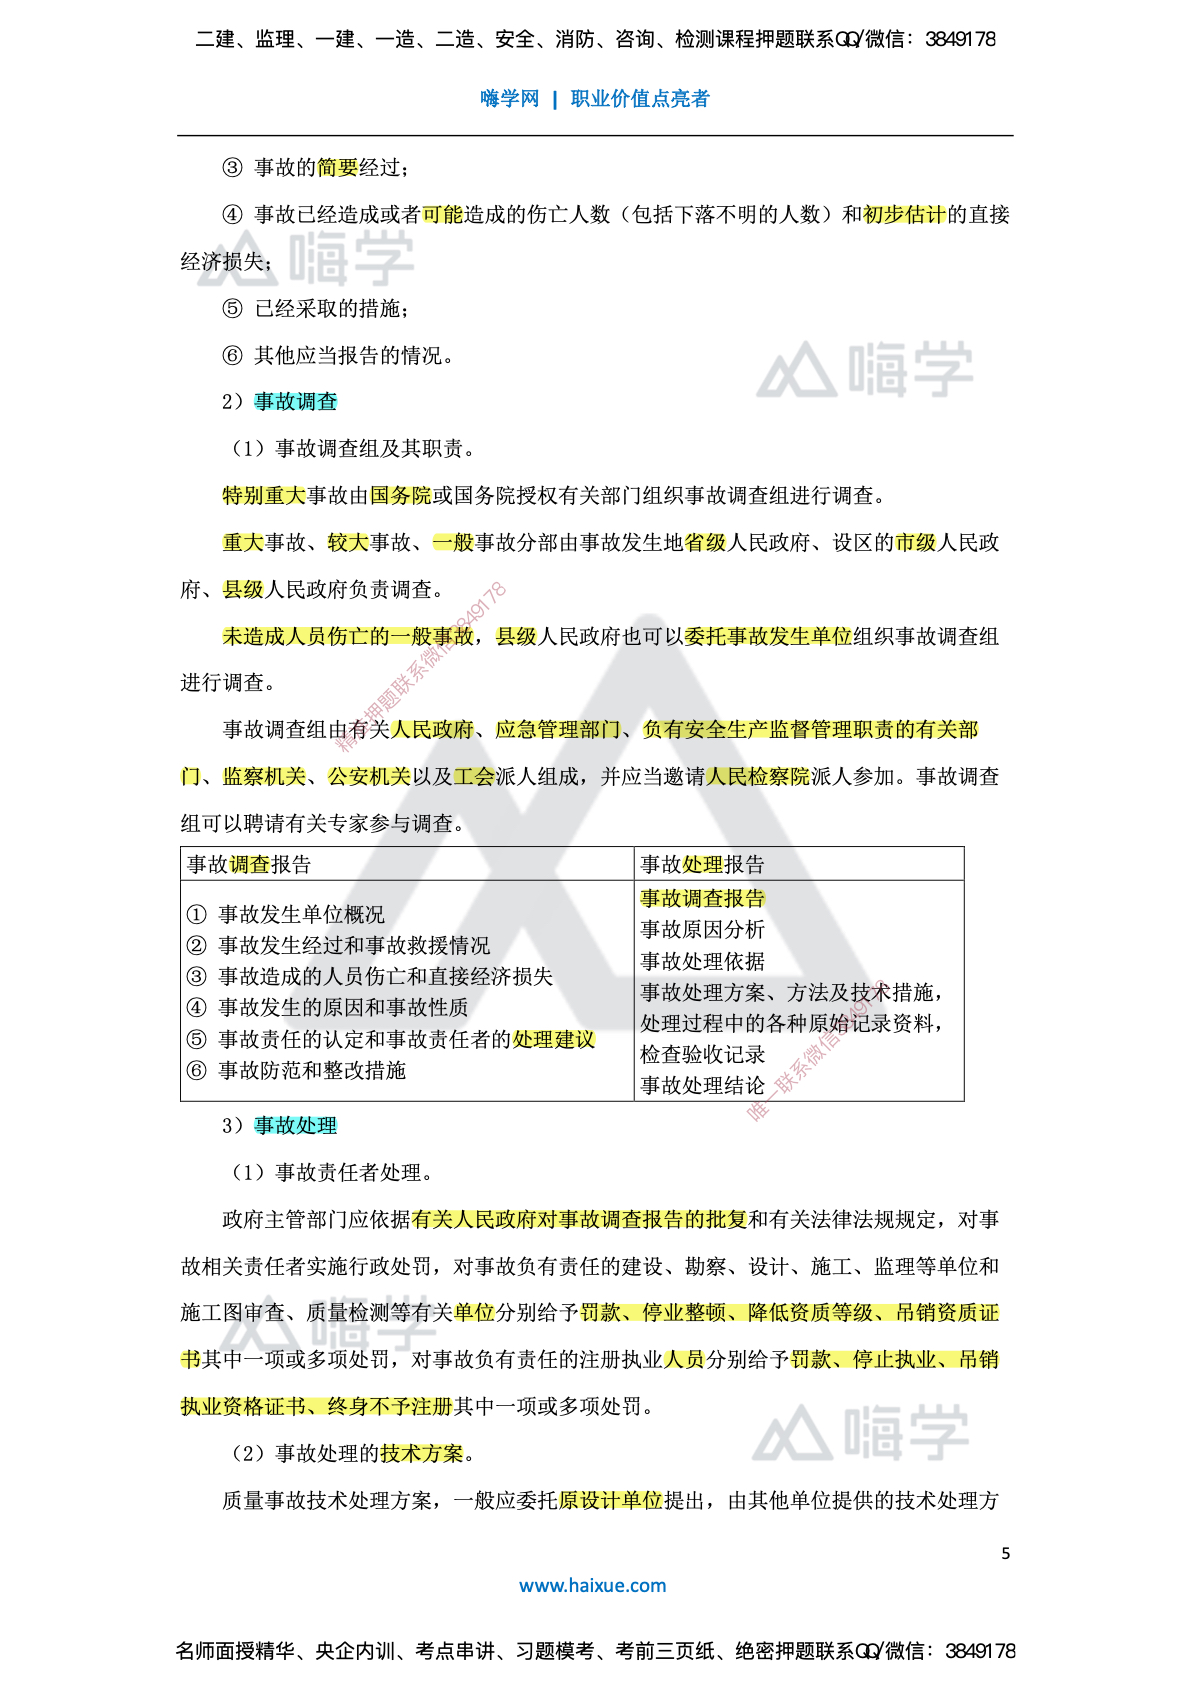 二建、监理、一建、一造、二造、安全、消防、咨询、检测课程押题联系QQ/微信：3849178
嗨学网 | 职业价值点亮者
③ 事故的简要经过；
④ 事故已经造成或者可能造成的伤亡人数（包括下落不明的人数）和初步估计的直接
经济损失；
嗨学
⑤ 已经采取的措施；
⑥ 其他应当报告的情况。
嗨学
2）事故调查
（1）事故调查组及其职责。
特别重大事故由国务院或国务院授权有关部门组织事故调查组进行调查。
重大事故、较大事故、一般事故分部由事故发生地省级人民政府、设区的市级人民政
府、县级人民政府负责调查。
未造成人员伤亡的一般事故，县级人民政府也可以委托事故发生单位组织事故调查组
进行调查。
事故调查组由有关人民政府、应急管理部门、负有安全生产监督管理职责的有关部
门、监察机关、公安机关以及工会派人组成，并应当邀请人民检察院派人参加。事故调查
组可以聘请有关专家参与调查。
事故调查报告
事故处理报告
① 事故发生单位概况
② 事故发生经过和事故救援情况
③ 事故造成的人员伤亡和直接经济损失
④ 事故发生的原因和事故性质
⑤ 事故责任的认定和事故责任者的处理建议
⑥ 事故防范和整改措施
事故调查报告
事故原因分析
事故处理依据
事故处理方案、方法及技术措施，
处理过程中的各种原始记录资料，
检查验收记录
事故处理结论
唯一联系微信3849178
3）事故处理
（1）事故责任者处理。
政府主管部门应依据有关人民政府对事故调查报告的批复和有关法律法规规定，对事
故相关责任者实施行政处罚，对事故负有责任的建设、勘察、设计、施工、监理等单位和
施工图审查、质量检测等有关单位分别给予罚款、停业整顿、降低资质等级、吊销资质证
嗨学
书其中一项或多项处罚，对事故负有责任的注册执业人员分别给予罚款、停止执业、吊销
执业资格证书、终身不予注册其中一项或多项处罚。
嗨学
（2）事故处理的技术方案。
质量事故技术处理方案，一般应委托原设计单位提出，由其他单位提供的技术处理方
5
www.haixue.com
名师面授精华、央企内训、考点串讲、习题模考、考前三页纸、绝密押题联系QQ/微信：3849178